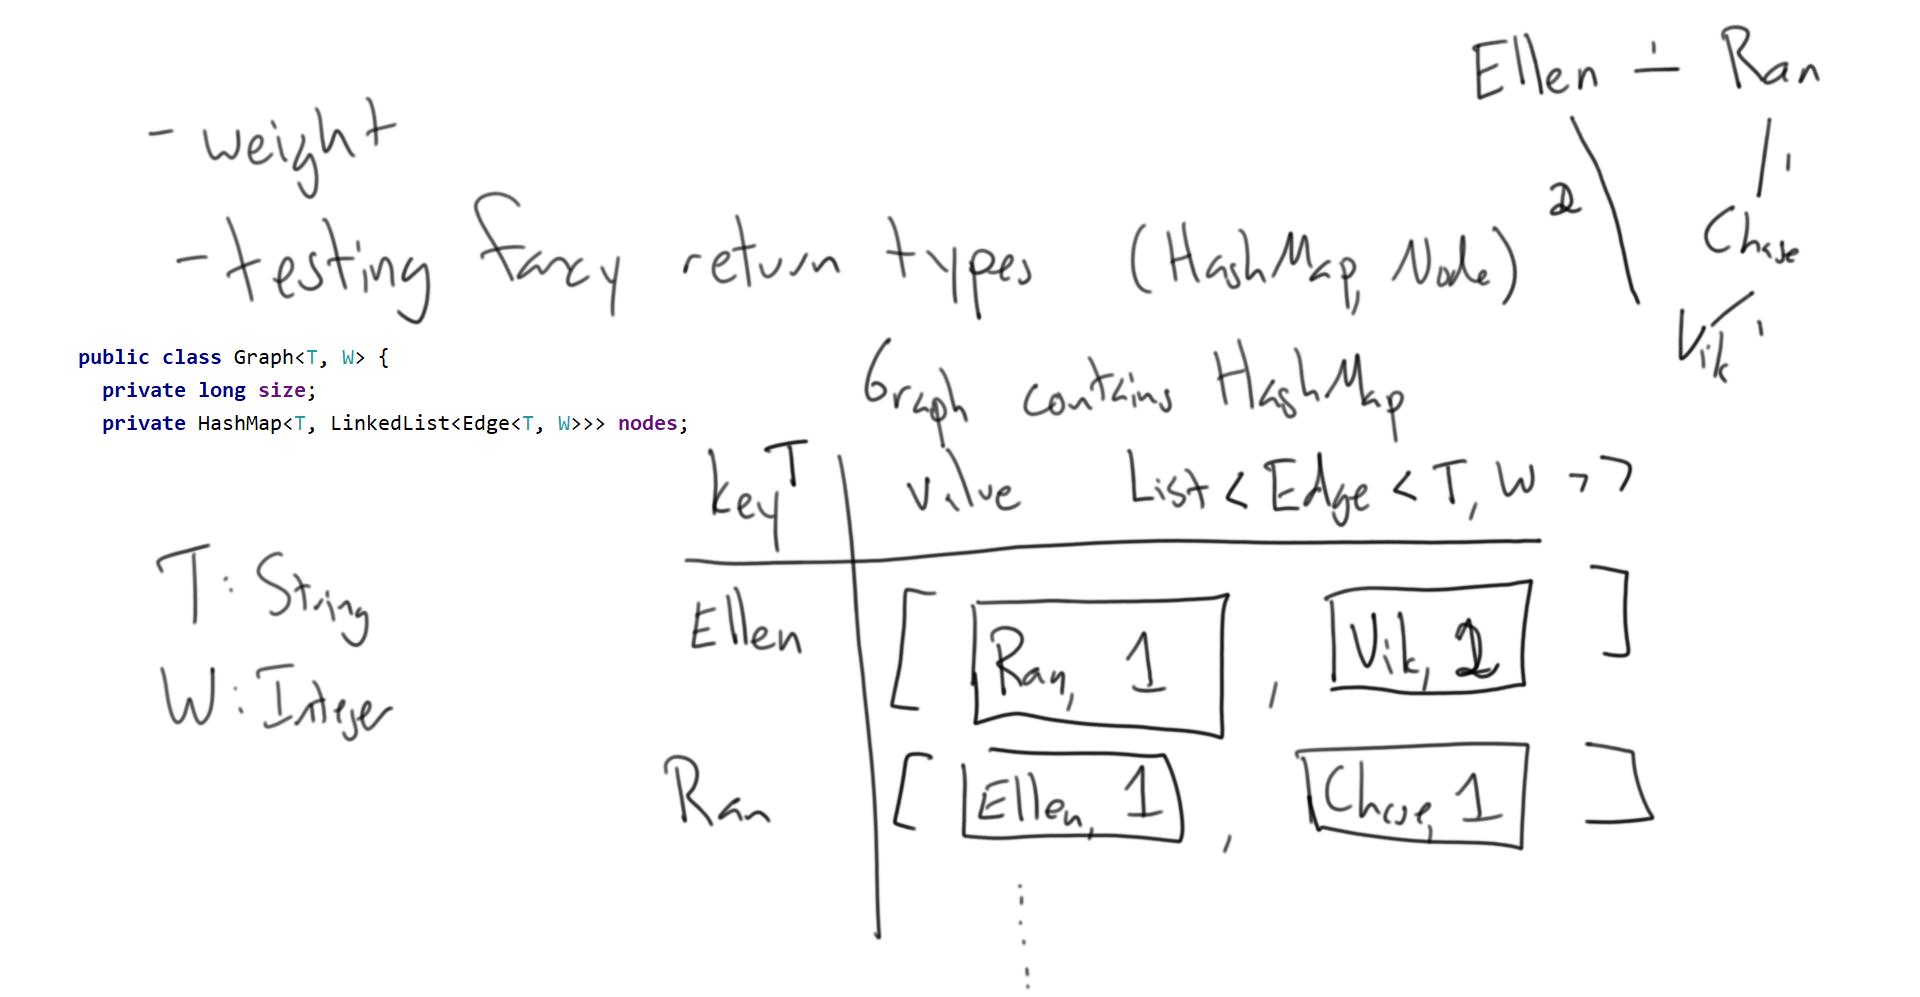 Ellen 1 Ran
- weight
2 1
Chase
- testing fancy return types (HashMap, Node)
Vik 1
public class Graph<T, W> {
private long size;
private HashMap<T, LinkedList<Edge<T, W>>> nodes;
Graph contains HashMap
key T value List < Edge < T, W >>
T: String
Ellen [ Ran, 1 , Vik, 2 ]
W: Integer
Ran [ Ellen, 1 , Chase, 1 ]